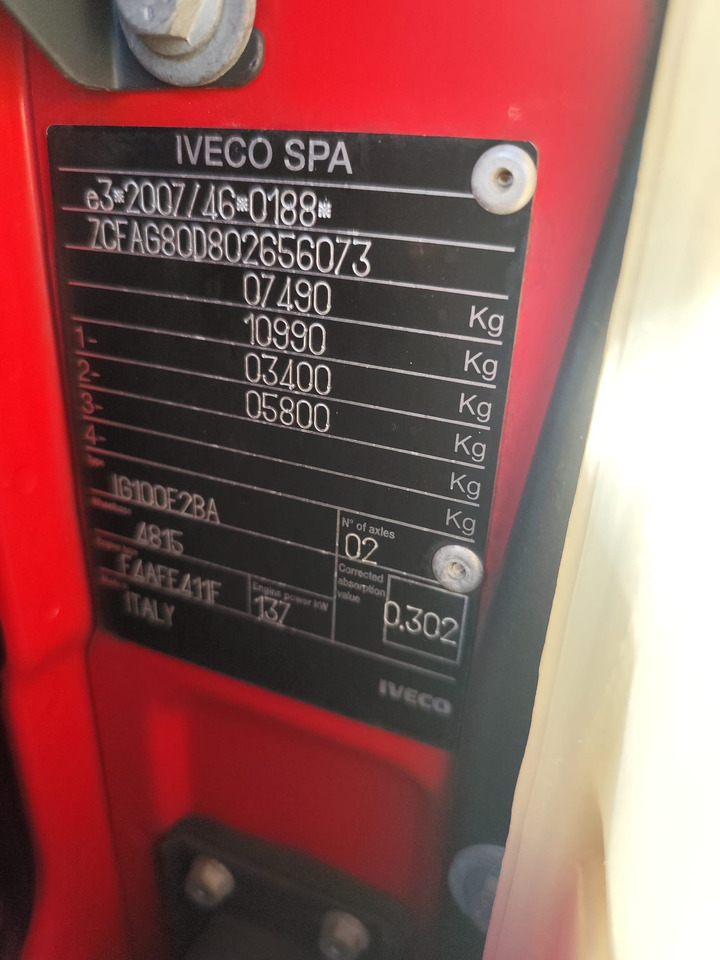 IVECO SPA
e3*2007/46*0188*
ZCFAG80D802656073
07490 Kg
10990 Kg
1- 03400 Kg
2- 05800 Kg
3- Kg
4- Kg
Type
IG100E2BA
N° of axles
02
Wheelbase
4815
Corrected absorption value
0.302
F4AFE411F
Engine power kW
137
ITALY
IVECO